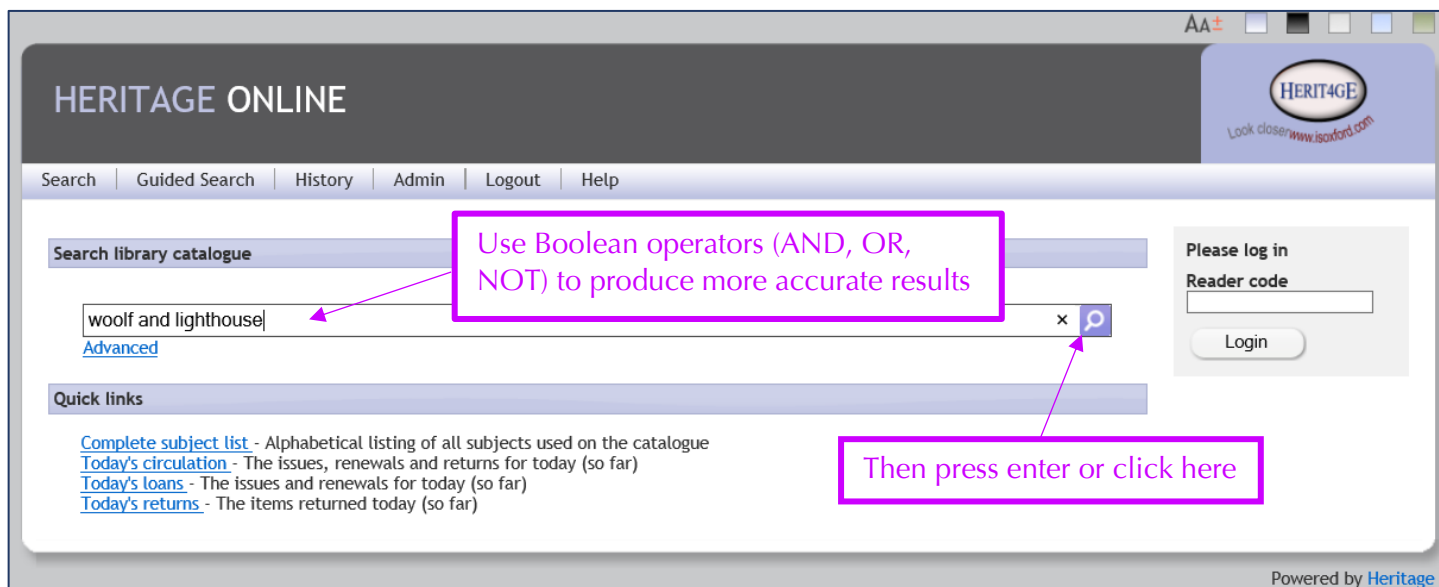 AA±
HERITAGE ONLINE
HERIT4GE
Look closer www.isoxford.com
Search | Guided Search | History | Admin | Logout | Help
Search library catalogue
Use Boolean operators (AND, OR,
NOT) to produce more accurate results
woolf and lighthouse
×
Advanced
Please log in
Reader code
Login
Quick links
Complete subject list - Alphabetical listing of all subjects used on the catalogue
Today's circulation - The issues, renewals and returns for today (so far)
Today's loans - The issues and renewals for today (so far)
Today's returns - The items returned today (so far)
Then press enter or click here
Powered by Heritage